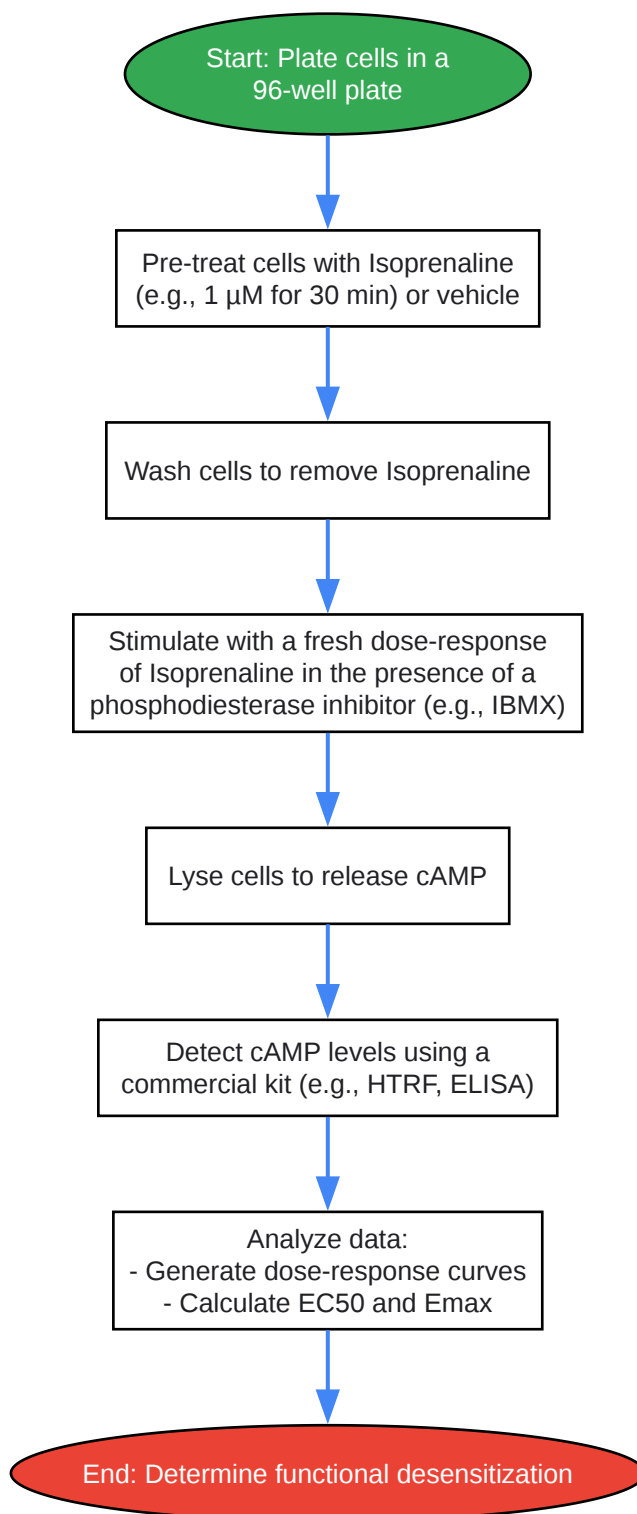 Start: Plate cells in a
96-well plate
Pre-treat cells with Isoprenaline
(e.g., 1 µM for 30 min) or vehicle
Wash cells to remove Isoprenaline
Stimulate with a fresh dose-response
of Isoprenaline in the presence of a
phosphodiesterase inhibitor (e.g., IBMX)
Lyse cells to release cAMP
Detect cAMP levels using a
commercial kit (e.g., HTRF, ELISA)
Analyze data:
- Generate dose-response curves
- Calculate EC50 and Emax
End: Determine functional desensitization